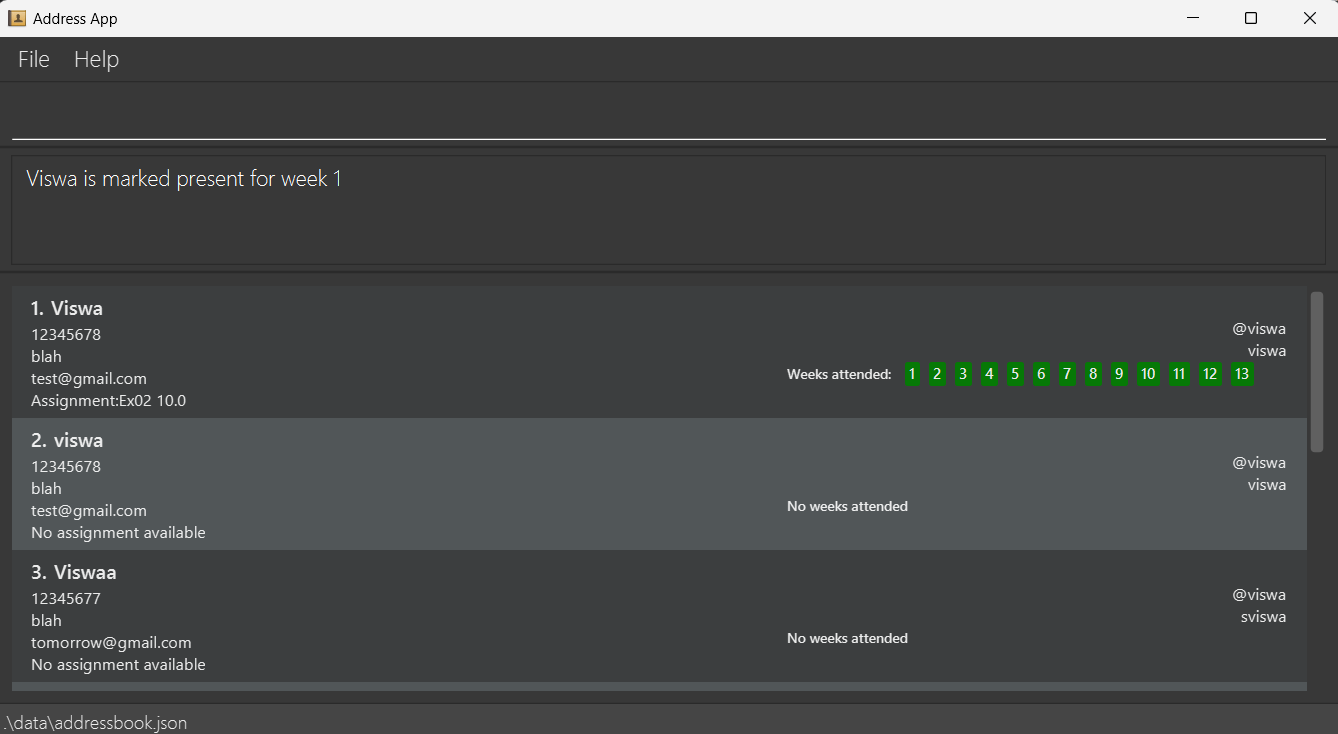 Address App
File Help
Viswa is marked present for week 1
1. Viswa
12345678
blah
test@gmail.com
Assignment:Ex02 10.0
@viswa
viswa
Weeks attended: 1 2 3 4 5 6 7 8 9 10 11 12 13
2. viswa
12345678
blah
test@gmail.com
No assignment available
@viswa
viswa
No weeks attended
3. Viswaa
12345677
blah
tomorrow@gmail.com
No assignment available
@viswa
sviswa
No weeks attended
.\data\addressbook.json